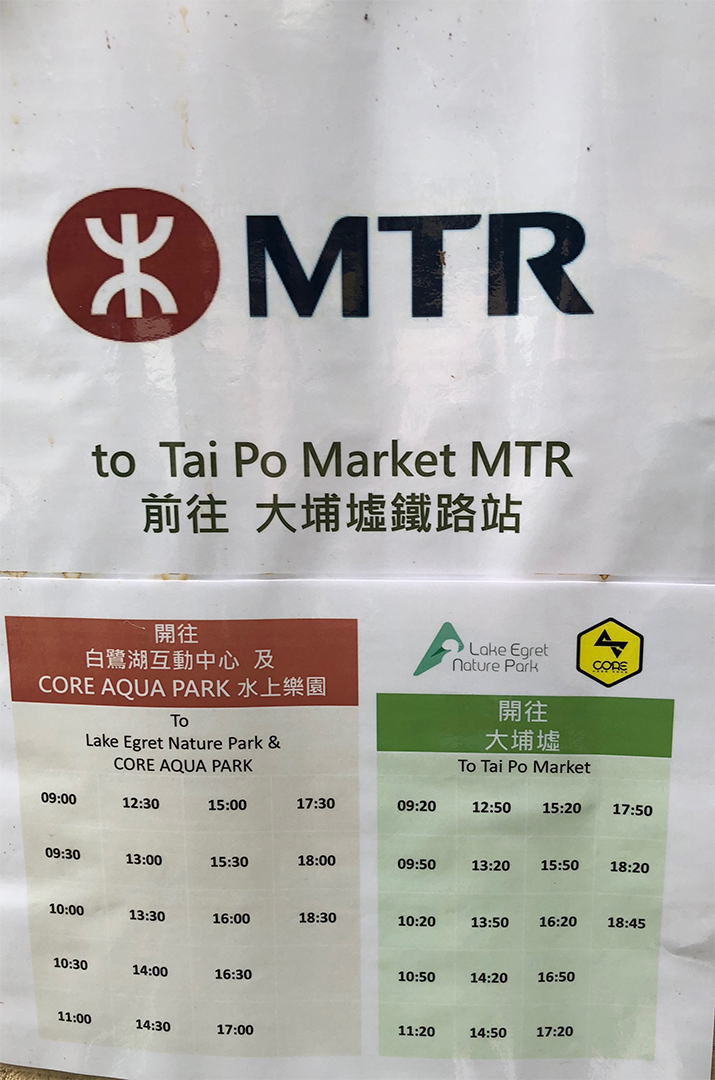 MTR
to Tai Po Market MTR
前往 大埔墟鐵路站
開往
白鷺湖互動中心 及
CORE AQUA PARK 水上樂園
To
Lake Egret Nature Park &
CORE AQUA PARK
09:00 12:30 15:00 17:30
09:30 13:00 15:30 18:00
10:00 13:30 16:00 18:30
10:30 14:00 16:30
11:00 14:30 17:00
Lake Egret
Nature Park
CORE
開往
大埔墟
To Tai Po Market
09:20 12:50 15:20 17:50
09:50 13:20 15:50 18:20
10:20 13:50 16:20 18:45
10:50 14:20 16:50
11:20 14:50 17:20